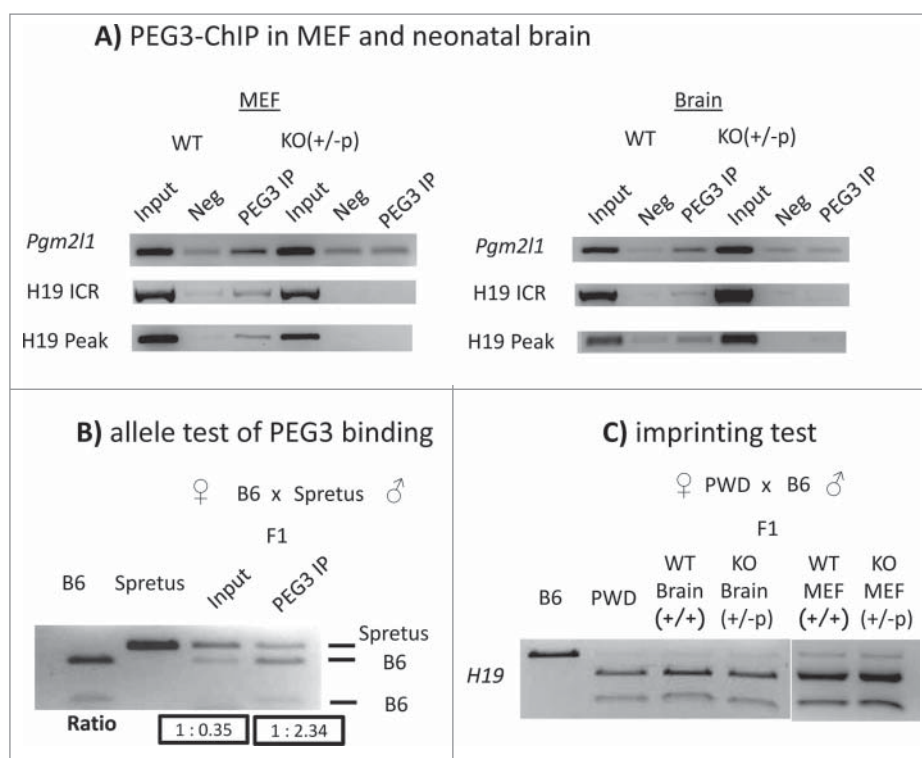 A) PEG3-ChIP in MEF and neonatal brain
MEF
WT KO(+/-p)
Input Neg PEG3 IP Input Neg PEG3 IP
Pgm2l1
H19 ICR
H19 Peak
Brain
WT KO(+/-p)
Input Neg PEG3 IP Input Neg PEG3 IP
Pgm2l1
H19 ICR
H19 Peak
B) allele test of PEG3 binding
♀ B6 x Spretus ♂
F1
B6 Spretus Input PEG3 IP
Spretus
B6
B6
Ratio 1 : 0.35 1 : 2.34
C) imprinting test
♀ PWD x B6 ♂
F1
WT KO WT KO
Brain Brain MEF MEF
B6 PWD (+/+) (+/-p) (+/+) (+/-p)
H19